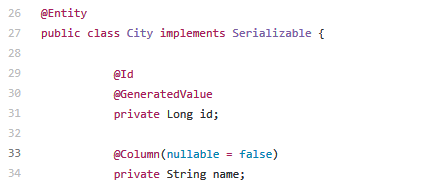 26 @Entity
27 public class City implements Serializable {
28
29 @Id
30 @GeneratedValue
31 private Long id;
32
33 @Column(nullable = false)
34 private String name;